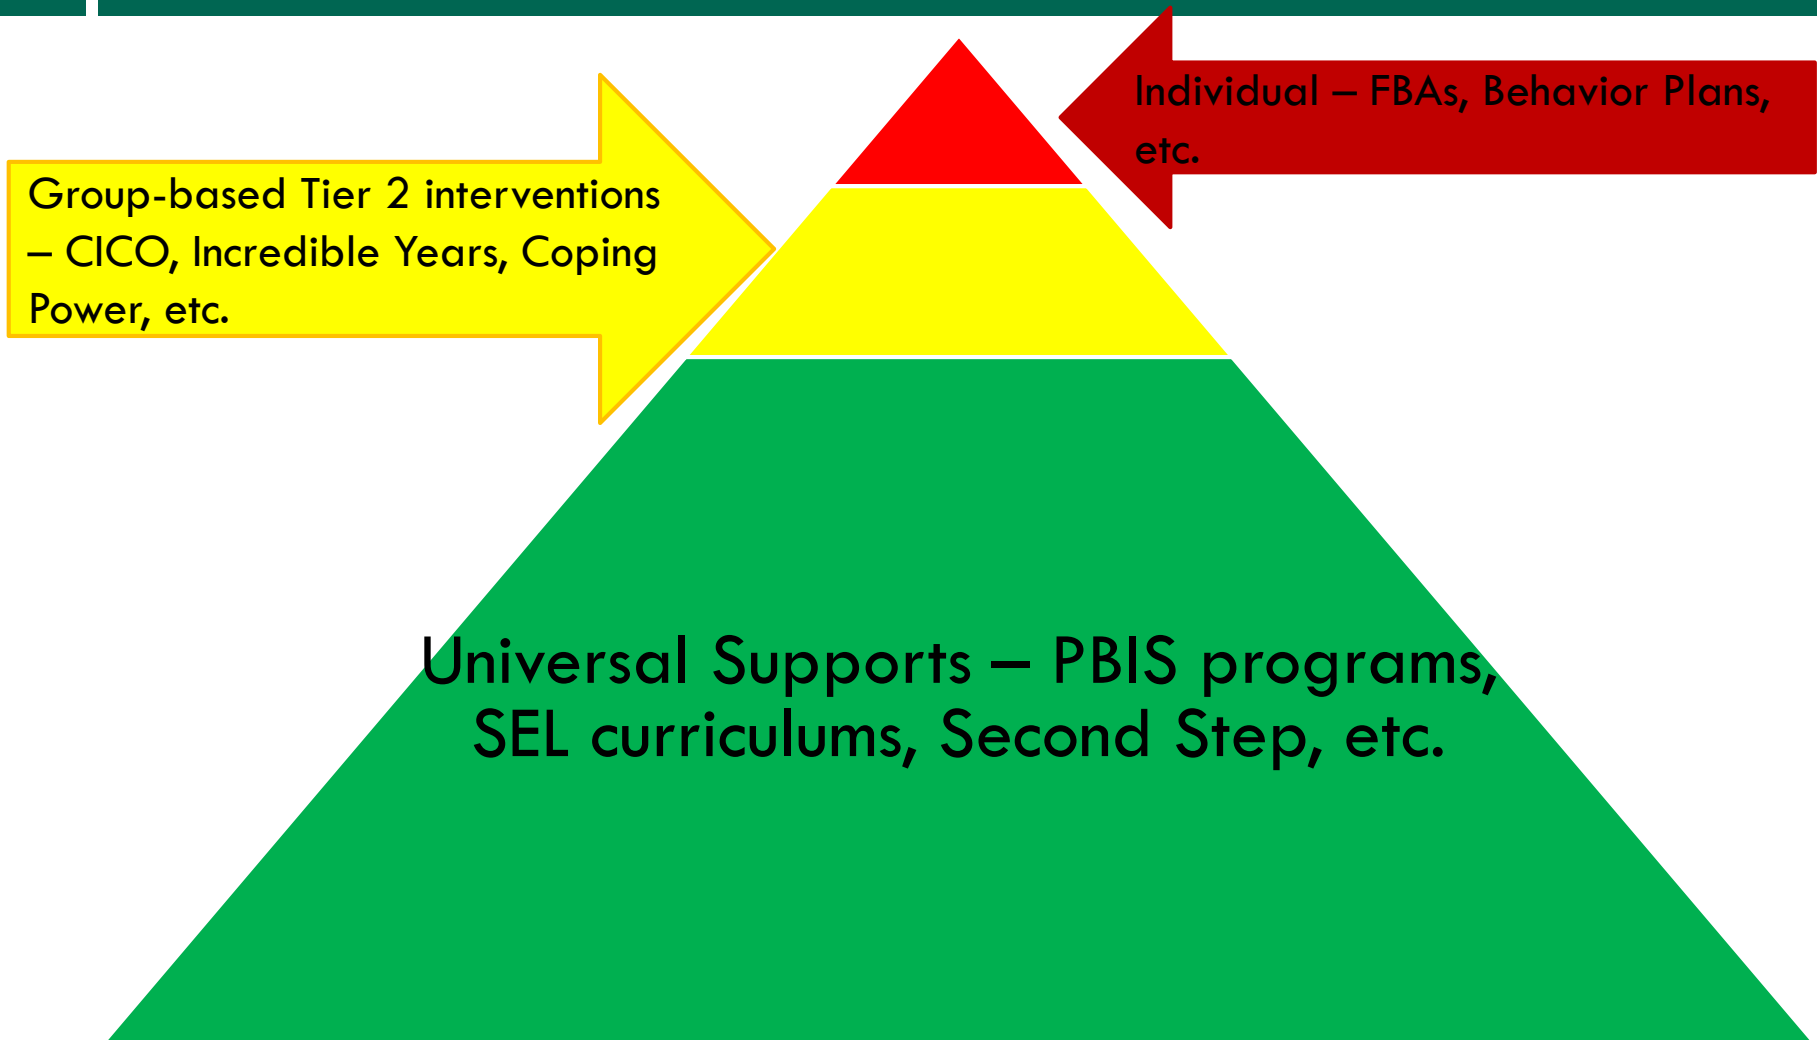 Individual – FBAs, Behavior Plans,
etc.
Group-based Tier 2 interventions
– CICO, Incredible Years, Coping
Power, etc.
Universal Supports – PBIS programs,
SEL curriculums, Second Step, etc.